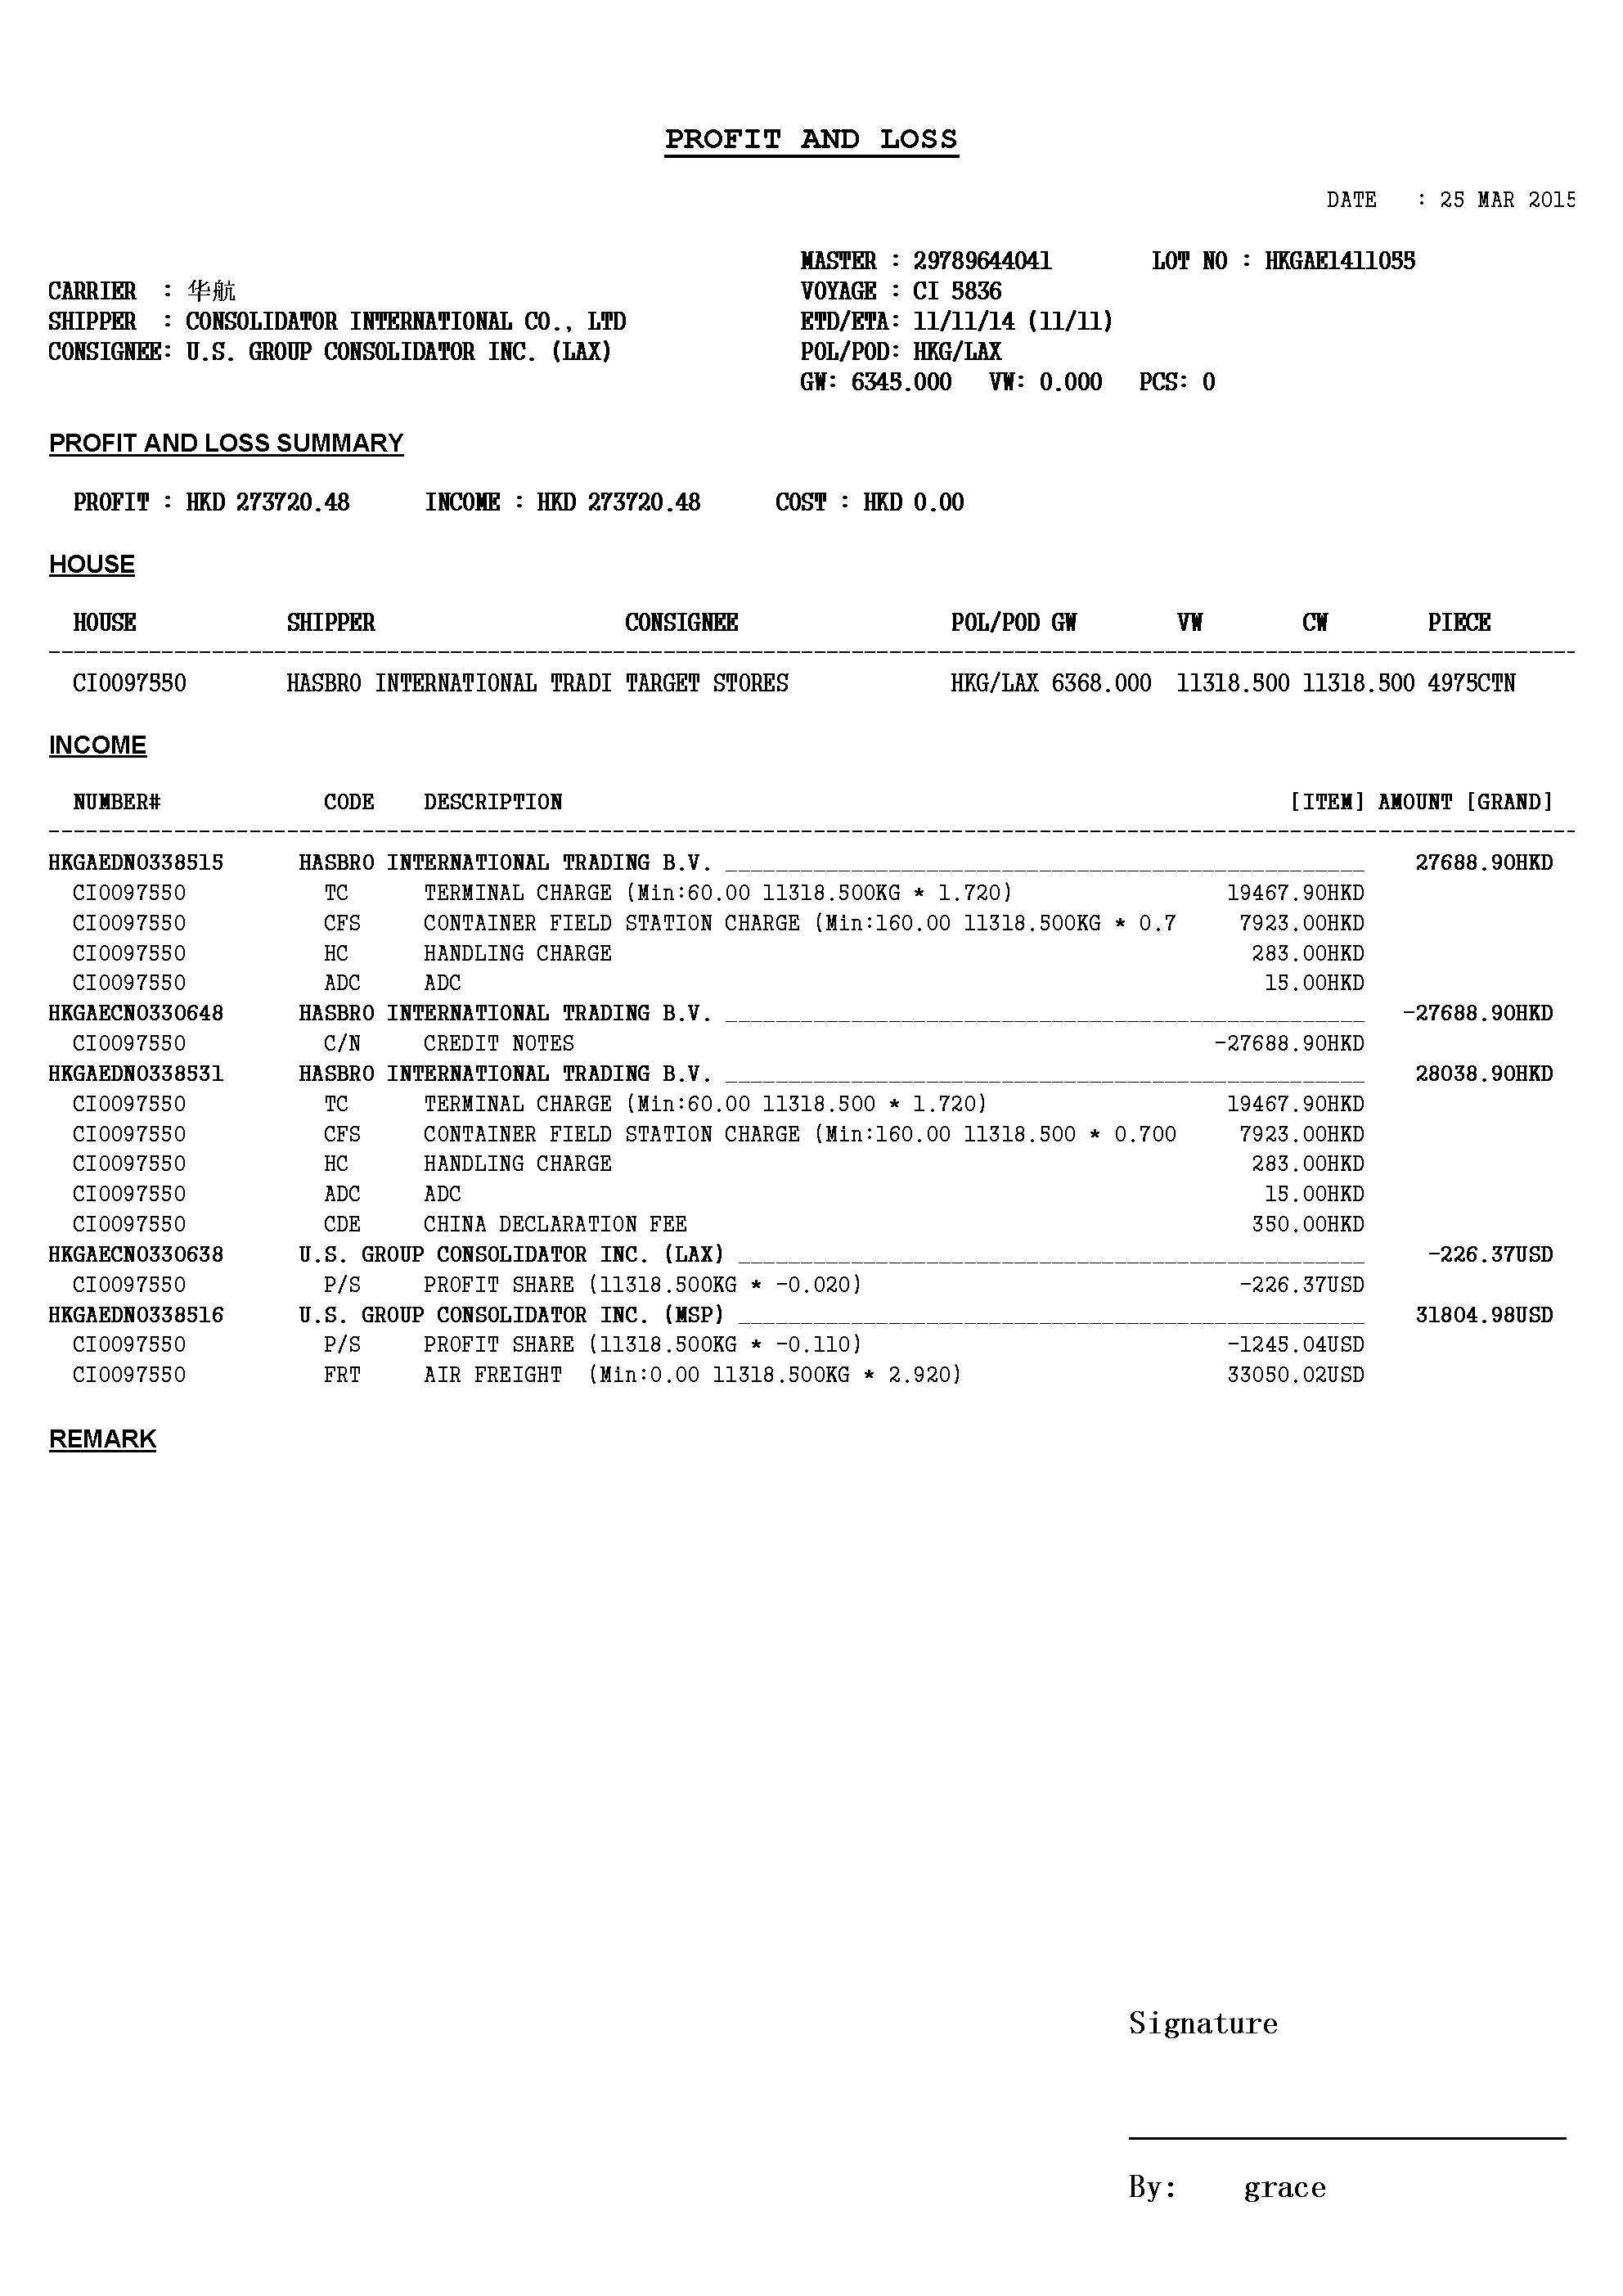 PROFIT AND LOSS
DATE : 25 MAR 2015
MASTER : 29789644041 LOT NO : HKGAE1411055
CARRIER : 华航 VOYAGE : CI 5836
SHIPPER : CONSOLIDATOR INTERNATIONAL CO., LTD ETD/ETA: 11/11/14 (11/11)
CONSIGNEE: U.S. GROUP CONSOLIDATOR INC. (LAX) POL/POD: HKG/LAX
GW: 6345.000 VW: 0.000 PCS: 0
PROFIT AND LOSS SUMMARY
PROFIT : HKD 273720.48 INCOME : HKD 273720.48 COST : HKD 0.00
HOUSE
HOUSE SHIPPER CONSIGNEE POL/POD GW VW CW PIECE
CI0097550 HASBRO INTERNATIONAL TRADI TARGET STORES HKG/LAX 6368.000 11318.500 11318.500 4975CTN
INCOME
NUMBER# CODE DESCRIPTION [ITEM] AMOUNT [GRAND]
HKGAEDN0338515 HASBRO INTERNATIONAL TRADING B.V. 27688.90HKD
CI0097550 TC TERMINAL CHARGE (Min:60.00 11318.500KG * 1.720) 19467.90HKD
CI0097550 CFS CONTAINER FIELD STATION CHARGE (Min:160.00 11318.500KG * 0.7 7923.00HKD
CI0097550 HC HANDLING CHARGE 283.00HKD
CI0097550 ADC ADC 15.00HKD
HKGAECN0330648 HASBRO INTERNATIONAL TRADING B.V. -27688.90HKD
CI0097550 C/N CREDIT NOTES -27688.90HKD
HKGAEDN0338531 HASBRO INTERNATIONAL TRADING B.V. 28038.90HKD
CI0097550 TC TERMINAL CHARGE (Min:60.00 11318.500 * 1.720) 19467.90HKD
CI0097550 CFS CONTAINER FIELD STATION CHARGE (Min:160.00 11318.500 * 0.700 7923.00HKD
CI0097550 HC HANDLING CHARGE 283.00HKD
CI0097550 ADC ADC 15.00HKD
CI0097550 CDE CHINA DECLARATION FEE 350.00HKD
HKGAECN0330638 U.S. GROUP CONSOLIDATOR INC. (LAX) -226.37USD
CI0097550 P/S PROFIT SHARE (11318.500KG * -0.020) -226.37USD
HKGAEDN0338516 U.S. GROUP CONSOLIDATOR INC. (MSP) 31804.98USD
CI0097550 P/S PROFIT SHARE (11318.500KG * -0.110) -1245.04USD
CI0097550 FRT AIR FREIGHT (Min:0.00 11318.500KG * 2.920) 33050.02USD
REMARK
Signature
By: grace